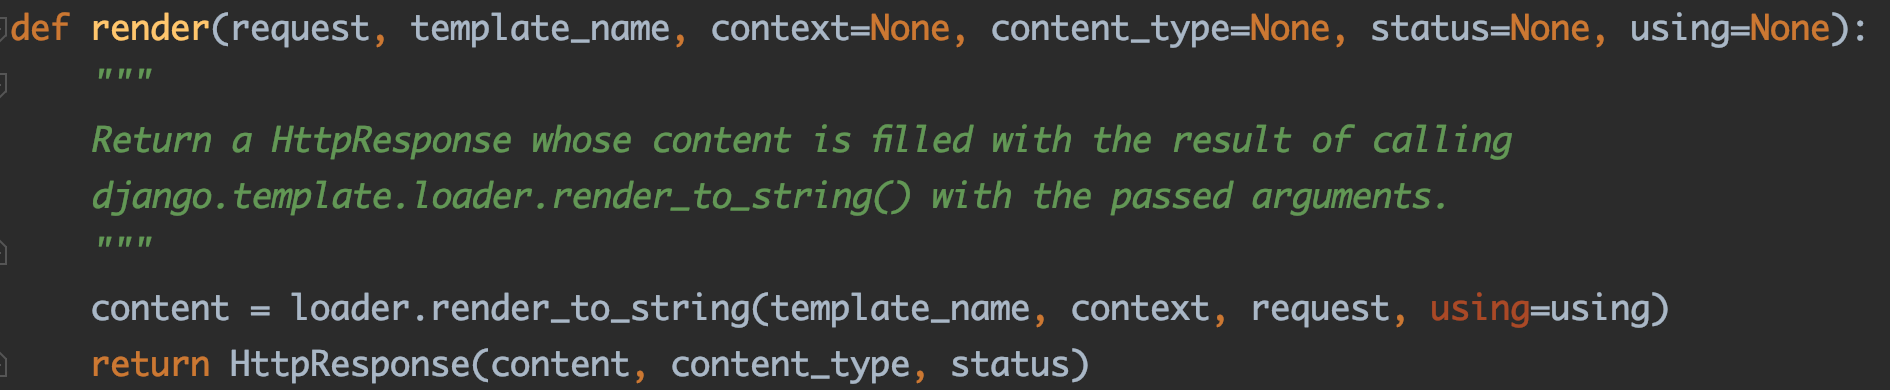 def render(request, template_name, context=None, content_type=None, status=None, using=None):
"""
Return a HttpResponse whose content is filled with the result of calling
django.template.loader.render_to_string() with the passed arguments.
"""
content = loader.render_to_string(template_name, context, request, using=using)
return HttpResponse(content, content_type, status)